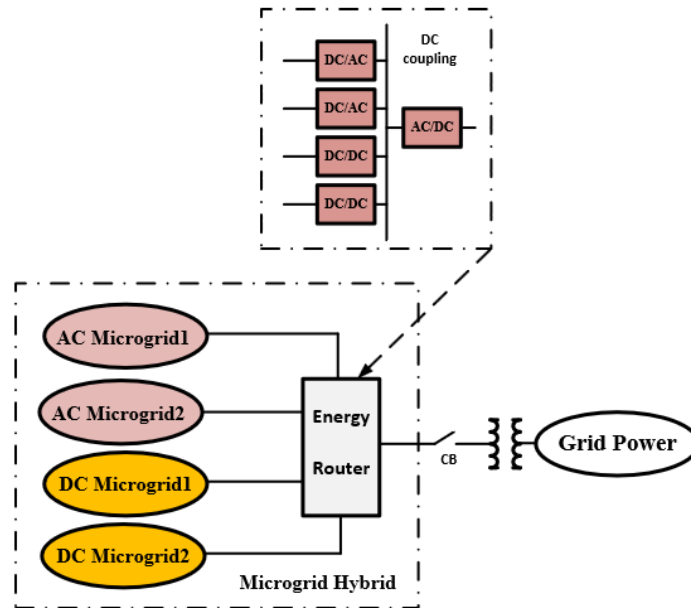 DC
coupling
DC/AC
DC/AC
AC/DC
DC/DC
DC/DC
AC Microgrid1
AC Microgrid2
DC Microgrid1
DC Microgrid2
Energy
Router
CB
Grid Power
Microgrid Hybrid